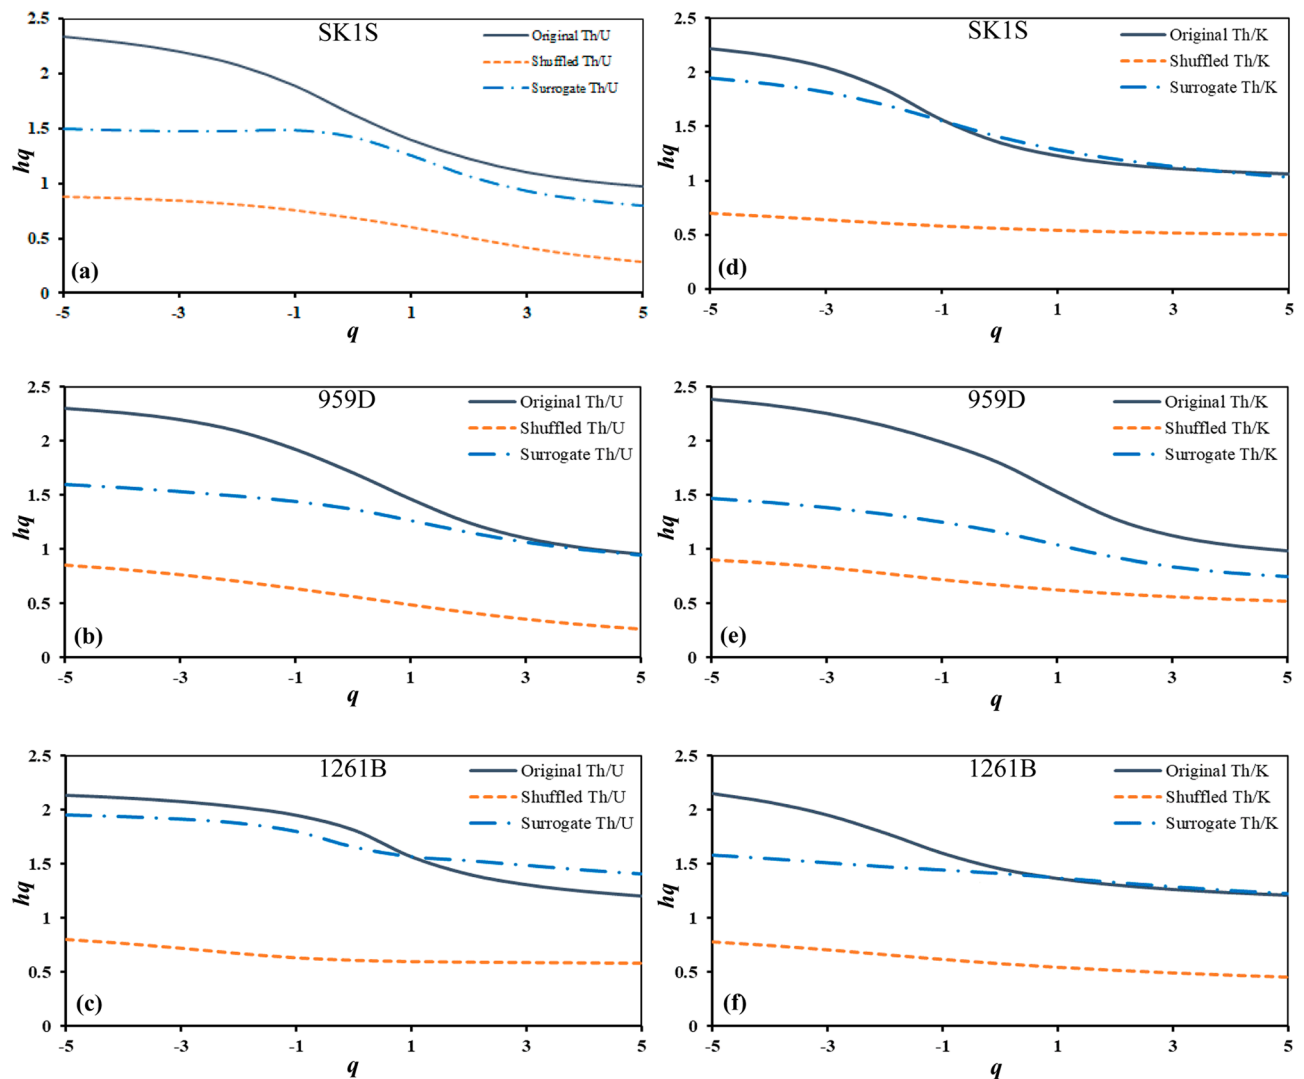 SK1S
Original Th/U
Shuffled Th/U
Surrogate Th/U
2.5
2
1.5
1
0.5
0
hq
(a)
-5 -3 -1 1 3 5
q
SK1S
Original Th/K
Shuffled Th/K
Surrogate Th/K
2.5
2
1.5
1
0.5
0
hq
(d)
-5 -3 -1 1 3 5
q
959D
Original Th/U
Shuffled Th/U
Surrogate Th/U
2.5
2
1.5
1
0.5
0
hq
(b)
-5 -3 -1 1 3 5
q
959D
Original Th/K
Shuffled Th/K
Surrogate Th/K
2.5
2
1.5
1
0.5
0
hq
(e)
-5 -3 -1 1 3 5
q
1261B
Original Th/U
Shuffled Th/U
Surrogate Th/U
2.5
2
1.5
1
0.5
0
hq
(c)
-5 -3 -1 1 3 5
q
1261B
Original Th/K
Shuffled Th/K
Surrogate Th/K
2.5
2
1.5
1
0.5
0
hq
(f)
-5 -3 -1 1 3 5
q